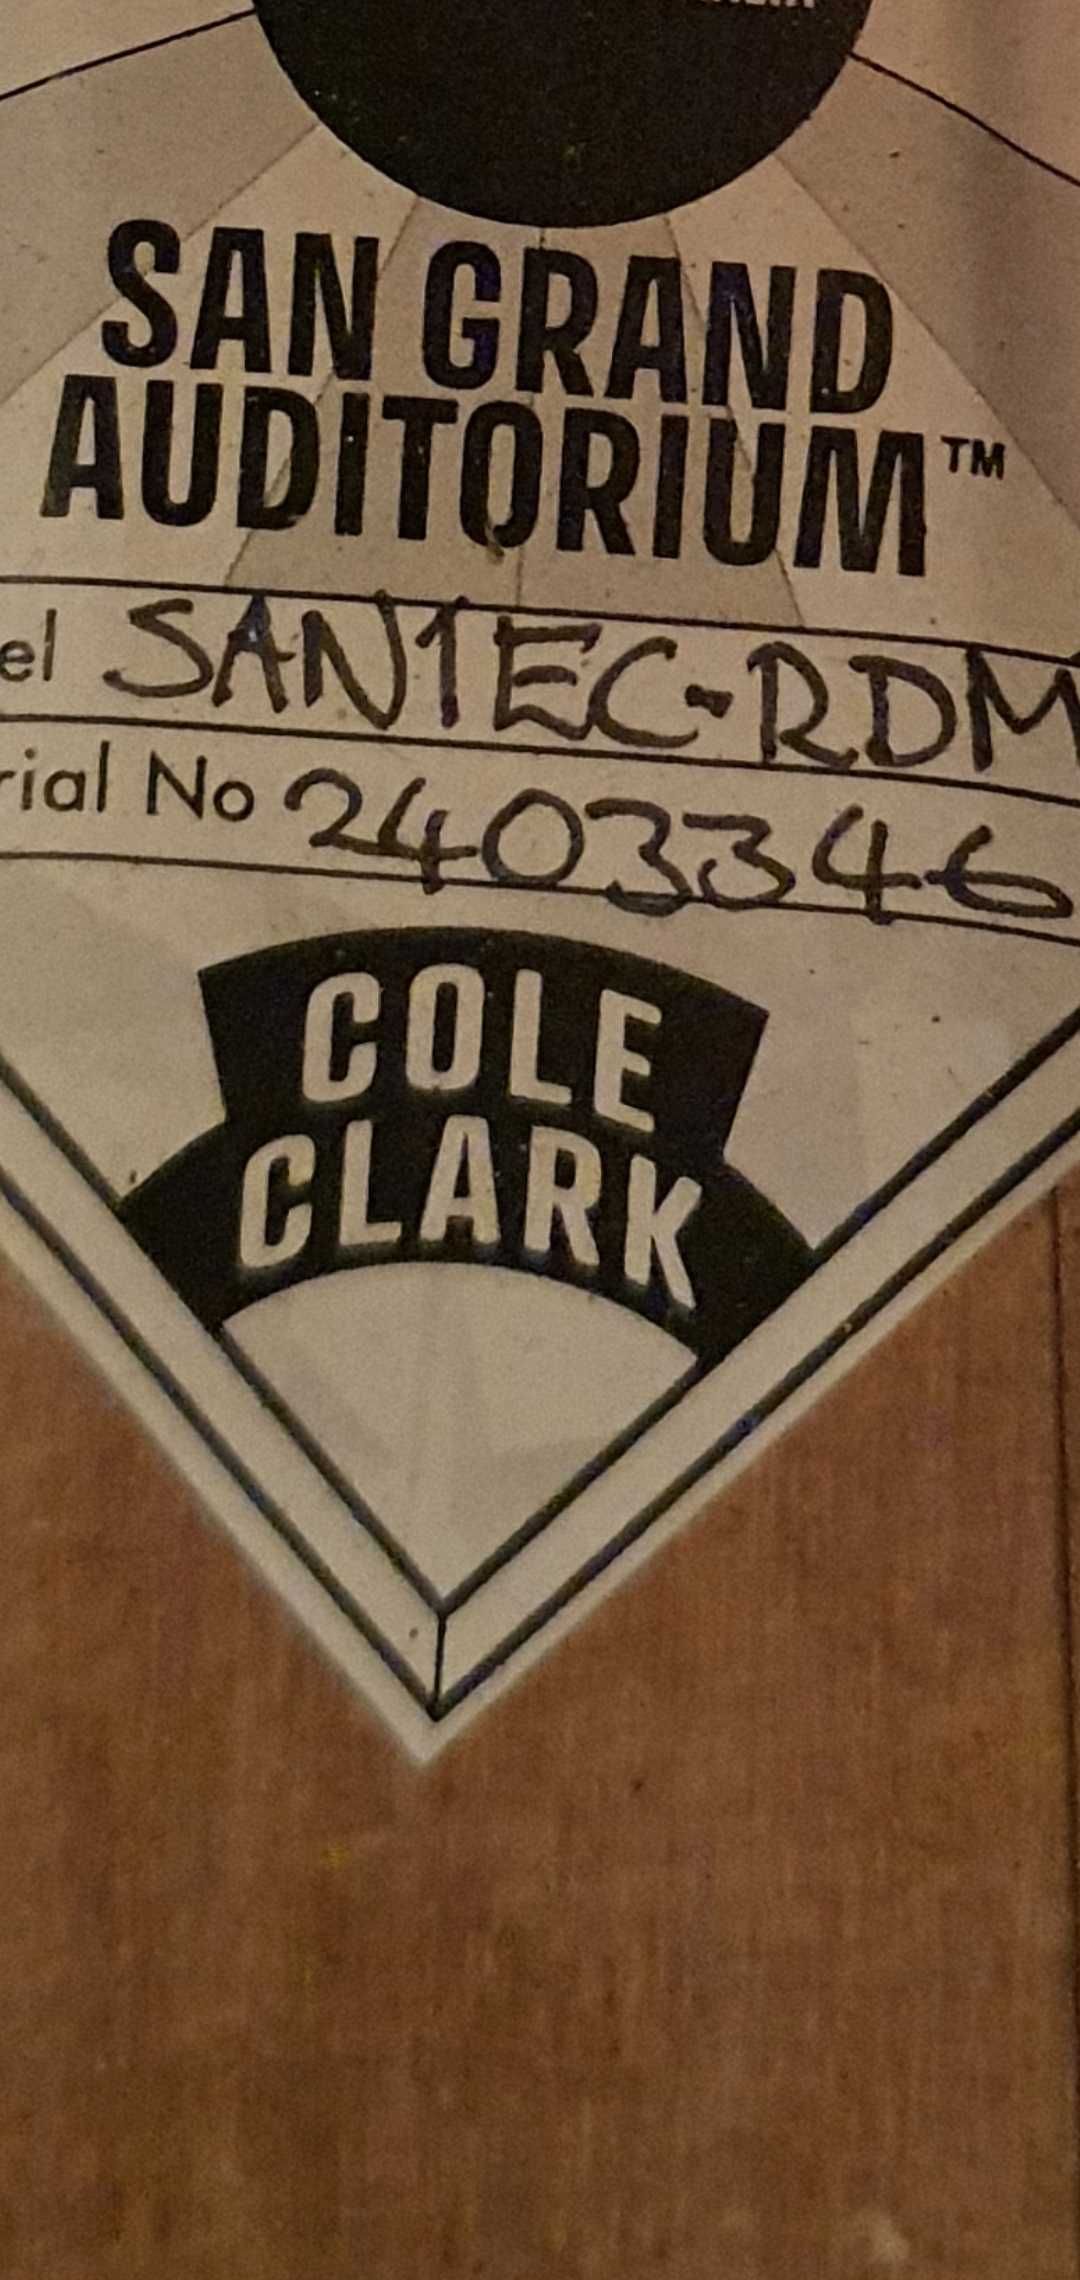 SAN GRAND
AUDITORIUM™
el SAN1EC-RDM
rial No 2403346
COLE
CLARK